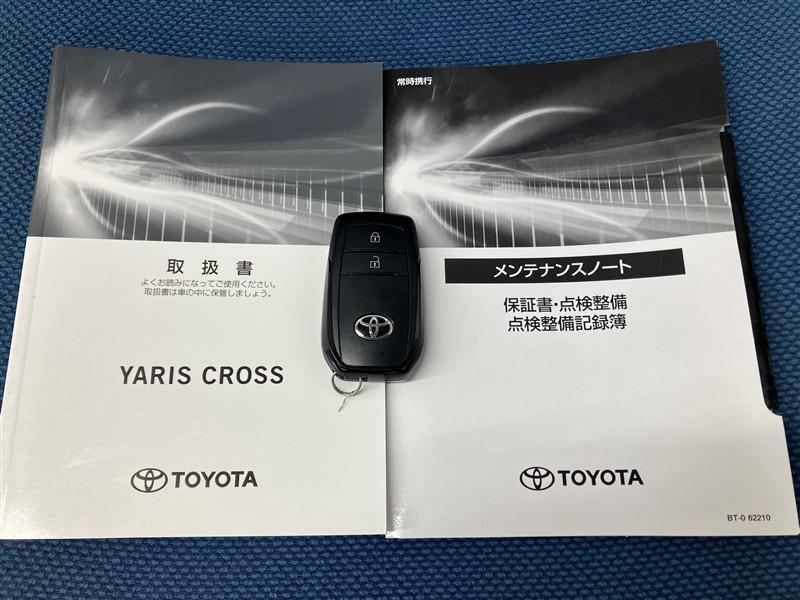 取扱書
よくお読みになってご使用ください。
取扱書は車の中に保管しましょう。
YARIS CROSS
TOYOTA
常時携行
メンテナンスノート
保証書・点検整備
点検整備記録簿
TOYOTA
BT-0 62210